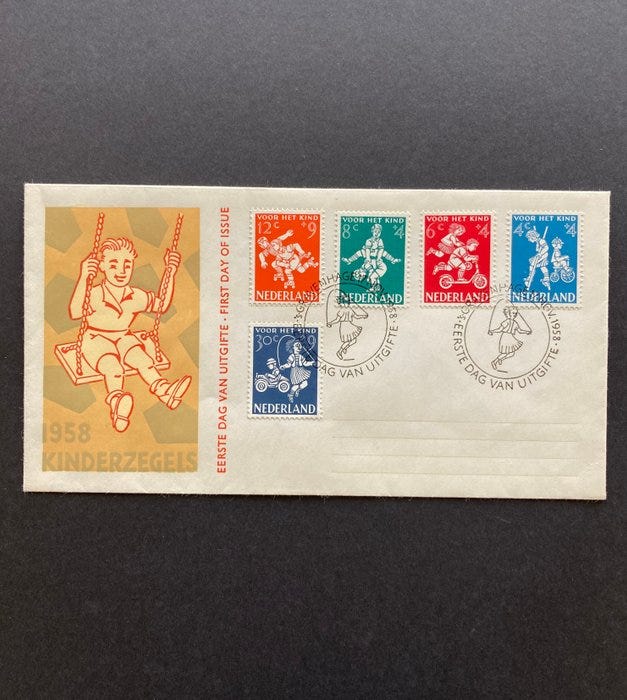 1958
KINDERZEGELS
EERSTE DAG VAN UITGIFTE · FIRST DAY OF ISSUE
VOOR HET KIND
12c +9
NEDERLAND
VOOR HET KIND
8c +4
NEDERLAND
VOOR HET KIND
6c +4
NEDERLAND
VOOR HET KIND
4c +4
NEDERLAND
VOOR HET KIND
30c +9
NEDERLAND
EERSTE DAG VAN UITGIFTE
1958
EERSTE DAG VAN UITGIFTE